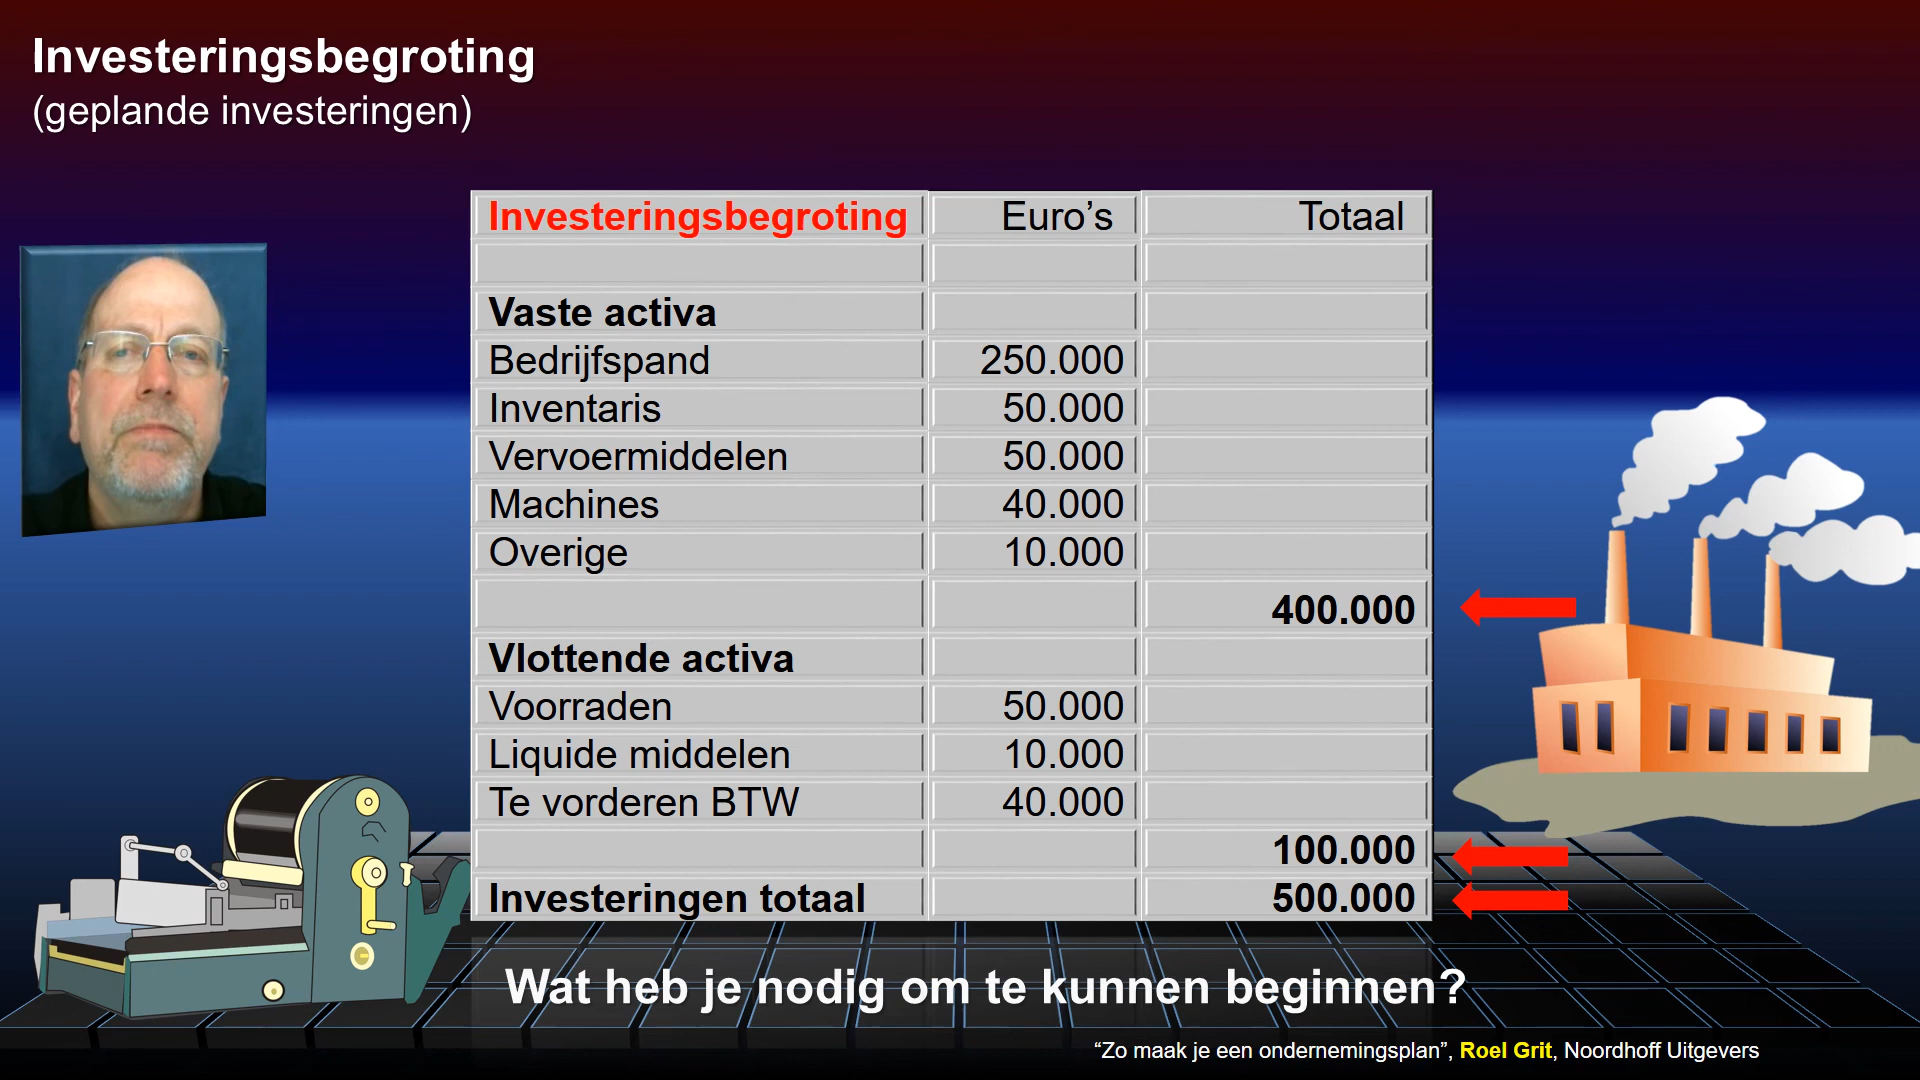 Investeringsbegroting
(geplande investeringen)
Investeringsbegroting Euro’s Totaal
Vaste activa
Bedrijfspand 250.000
Inventaris 50.000
Vervoermiddelen 50.000
Machines 40.000
Overige 10.000
400.000
Vlottende activa
Voorraden 50.000
Liquide middelen 10.000
Te vorderen BTW 40.000
100.000
Investeringen totaal 500.000
Wat heb je nodig om te kunnen beginnen?
“Zo maak je een ondernemingsplan”, Roel Grit, Noordhoff Uitgevers